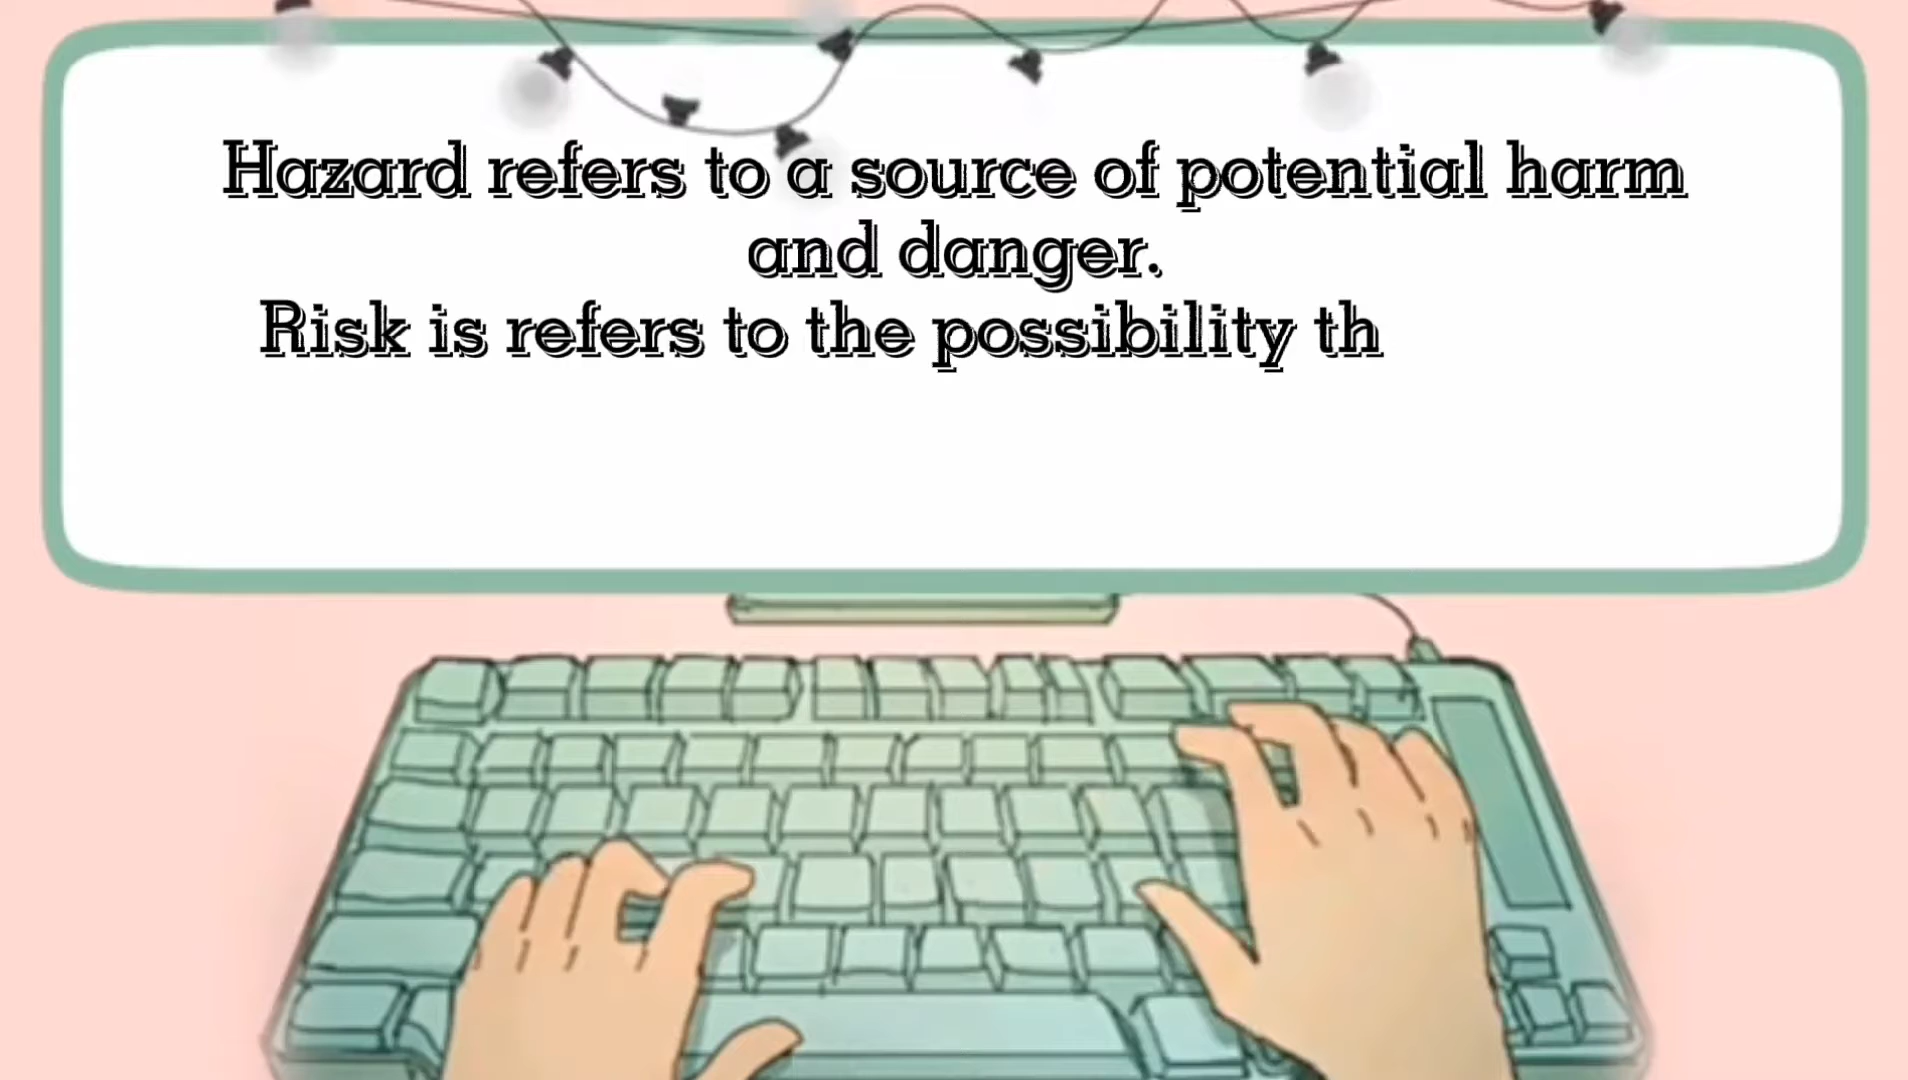 Hazard refers to a source of potential harm
and danger.
Risk is refers to the possibility th